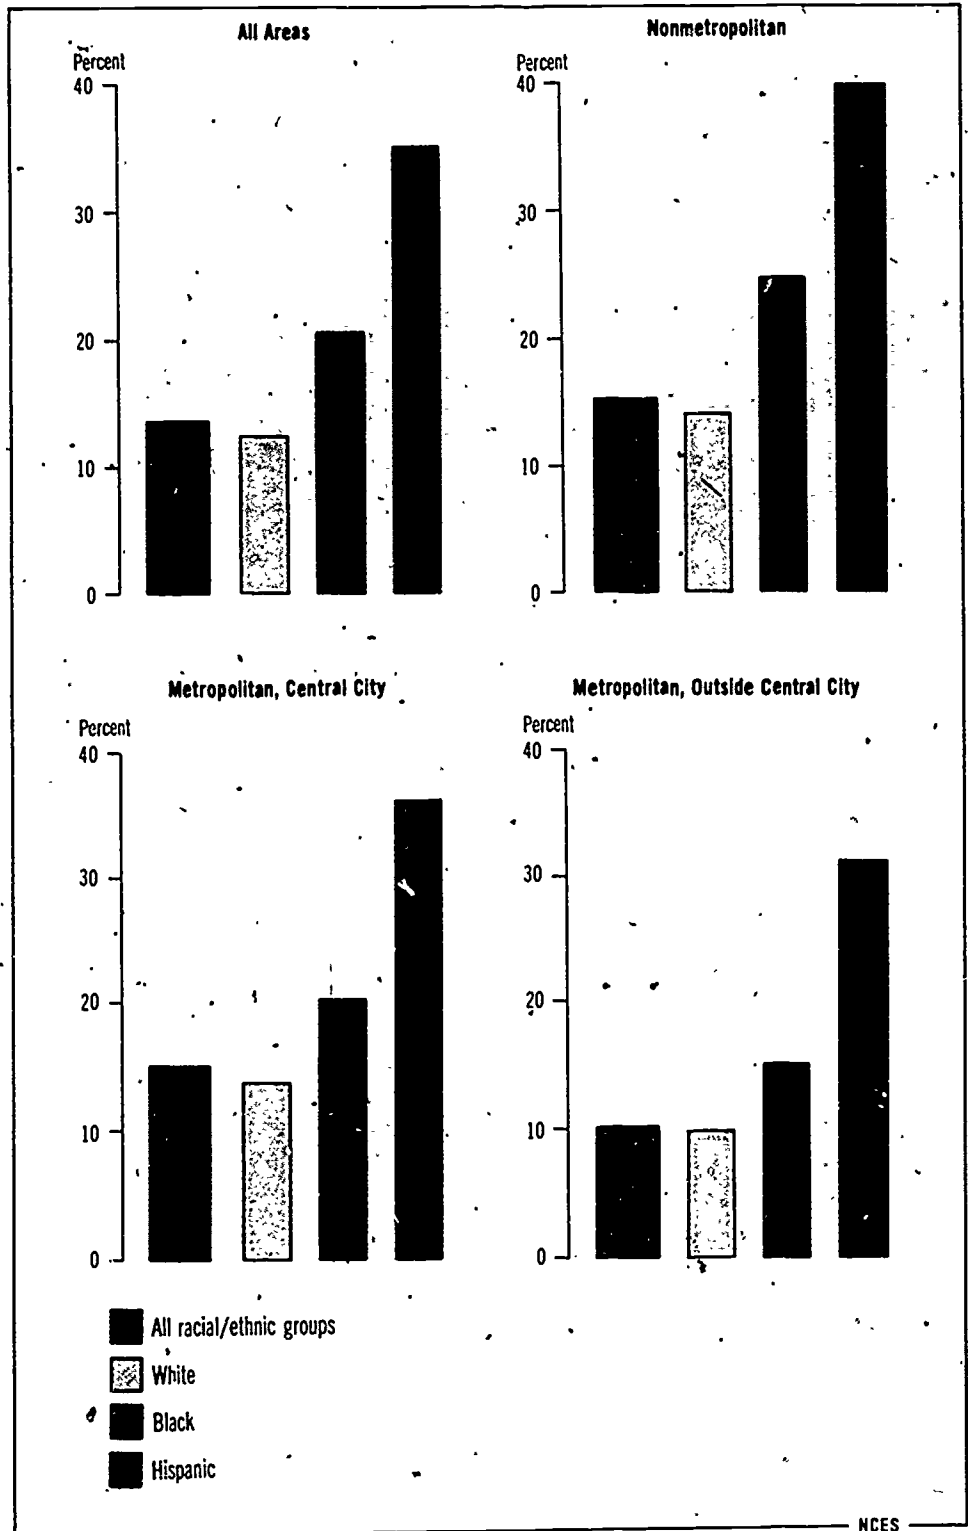 All Areas
Percent
40
30
20
10
0
Nonmetropolitan
Percent
40
30
20
10
0
Metropolitan, Central City
Percent
40
30
20
10
0
Metropolitan, Outside Central City
Percent
40
30
20
10
0
All racial/ethnic groups
White
Black
Hispanic
NCES